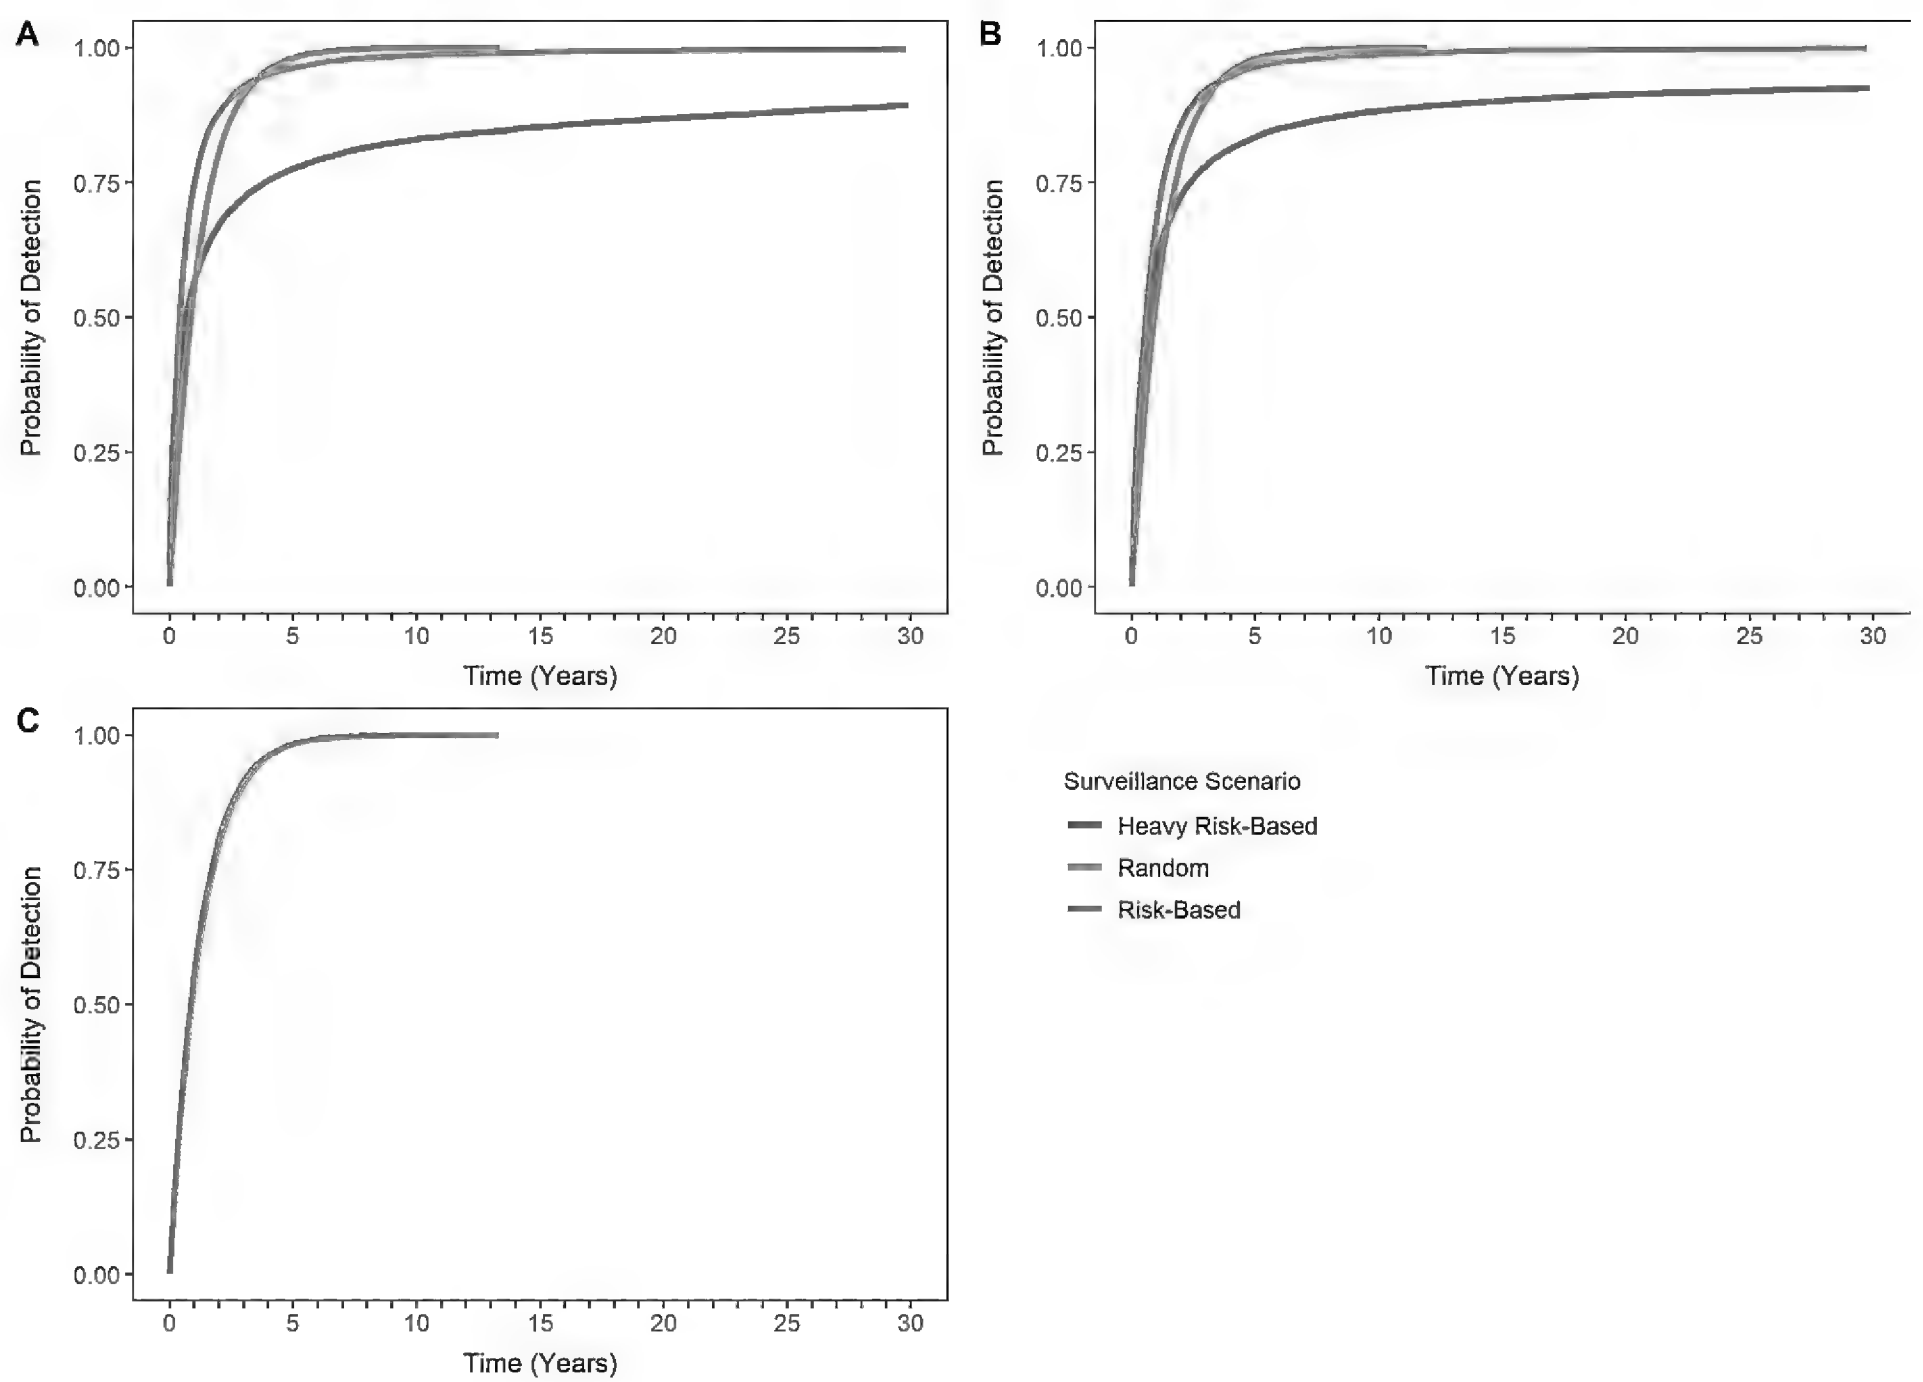 A
1.00
0.75
0.50
0.25
0.00
Probability of Detection
0 5 10 15 20 25 30
Time (Years)
B
1.00
0.75
0.50
0.25
0.00
Probability of Detection
0 5 10 15 20 25 30
Time (Years)
C
1.00
0.75
0.50
0.25
0.00
Probability of Detection
0 5 10 15 20 25 30
Time (Years)
Surveillance Scenario
Heavy Risk-Based
Random
Risk-Based